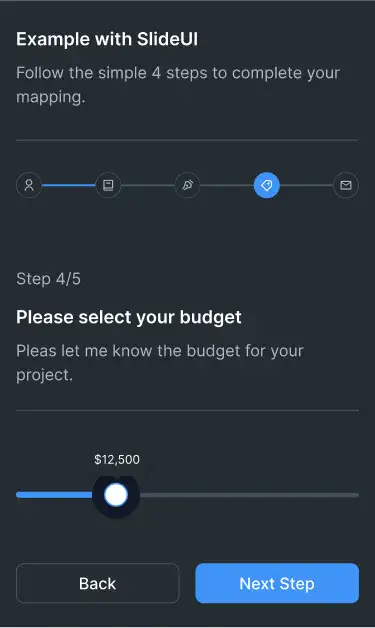 Example with SlideUI
Follow the simple 4 steps to complete your
mapping.
Step 4/5
Please select your budget
Pleas let me know the budget for your
project.
$12,500
Back
Next Step